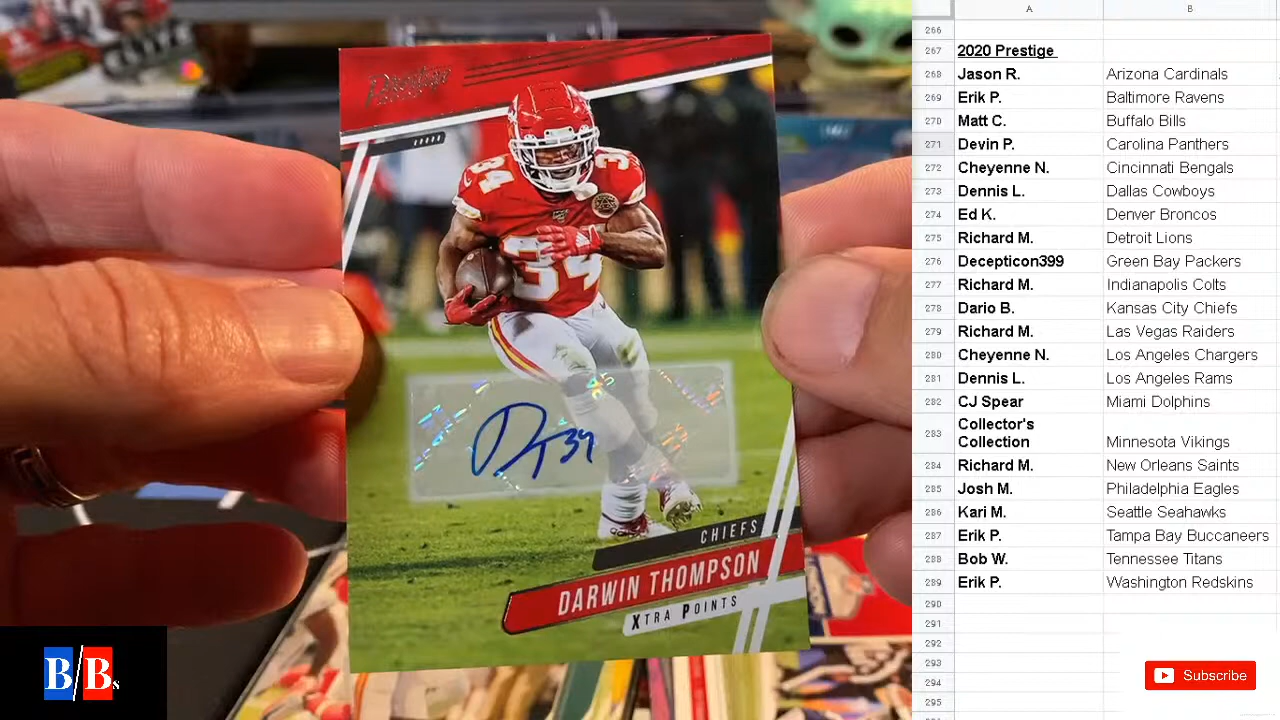 Prestige
34
3
34
D T 34
CHIEFS
DARWIN THOMPSON
XTRA POINTS
B/Bs
A B
266
267 2020 Prestige
268 Jason R. Arizona Cardinals
269 Erik P. Baltimore Ravens
270 Matt C. Buffalo Bills
271 Devin P. Carolina Panthers
272 Cheyenne N. Cincinnati Bengals
273 Dennis L. Dallas Cowboys
274 Ed K. Denver Broncos
275 Richard M. Detroit Lions
276 Decepticon399 Green Bay Packers
277 Richard M. Indianapolis Colts
278 Dario B. Kansas City Chiefs
279 Richard M. Las Vegas Raiders
280 Cheyenne N. Los Angeles Chargers
281 Dennis L. Los Angeles Rams
282 CJ Spear Miami Dolphins
283 Collector's
Collection Minnesota Vikings
284 Richard M. New Orleans Saints
285 Josh M. Philadelphia Eagles
286 Kari M. Seattle Seahawks
287 Erik P. Tampa Bay Buccaneers
288 Bob W. Tennessee Titans
289 Erik P. Washington Redskins
290
291
292
293
294
295
Subscribe